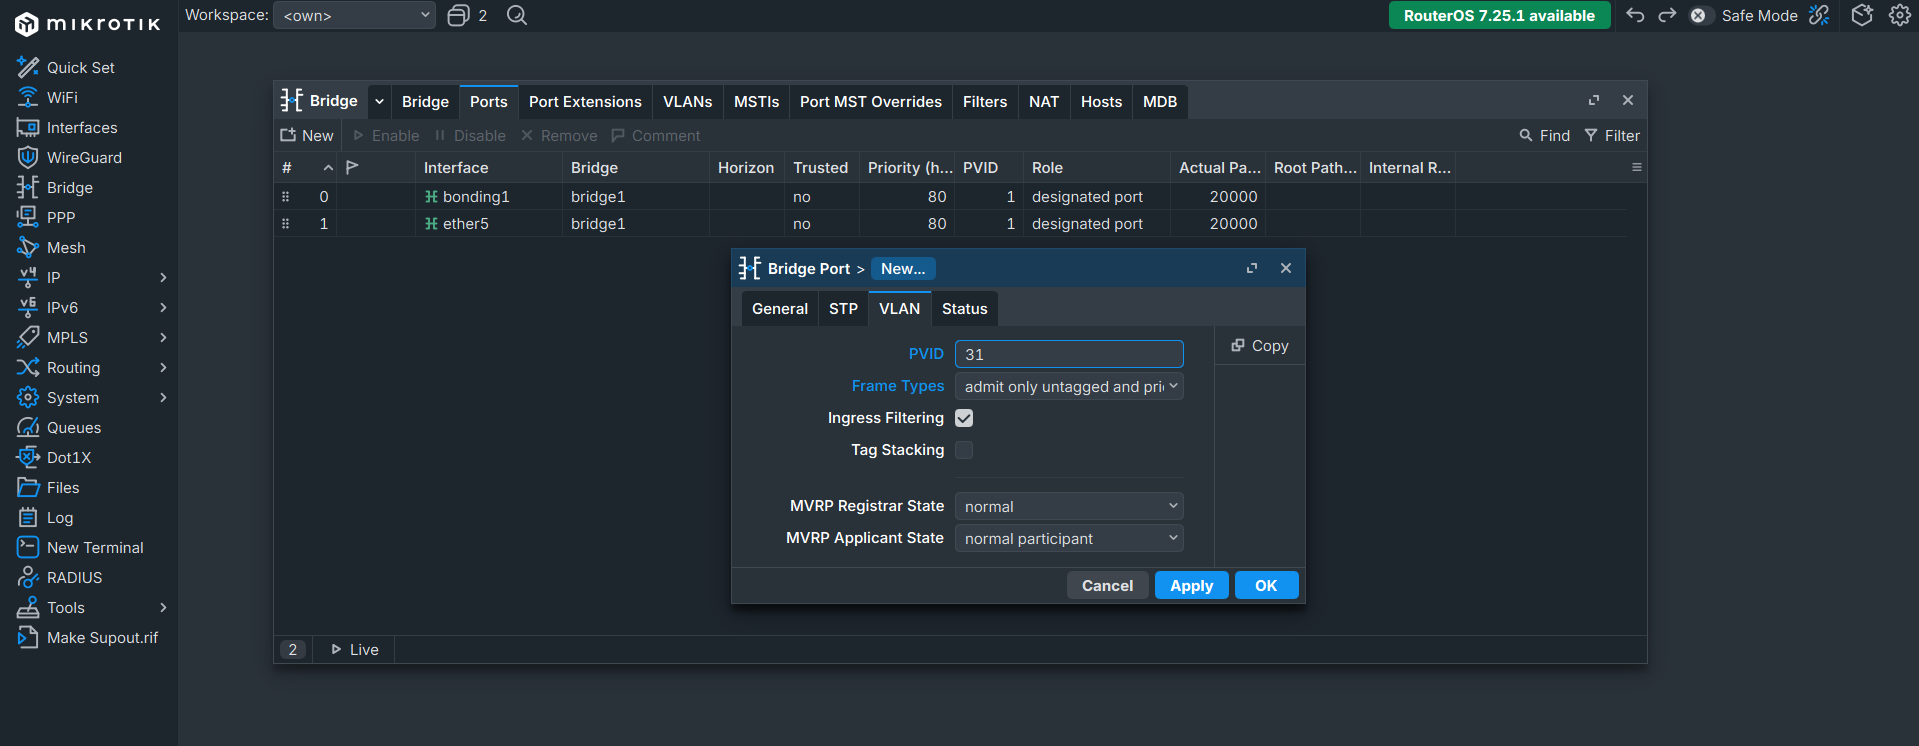 mikrotik
Workspace: <own> 2
RouterOS 7.25.1 available
Safe Mode
Quick Set
WiFi
Interfaces
WireGuard
Bridge
PPP
Mesh
v4 IP
v6 IPv6
MPLS
Routing
System
Queues
Dot1X
Files
Log
New Terminal
RADIUS
Tools
Make Supout.rif
Bridge Bridge Ports Port Extensions VLANs MSTIs Port MST Overrides Filters NAT Hosts MDB
New Enable Disable Remove Comment Find Filter
# Interface Bridge Horizon Trusted Priority (h... PVID Role Actual Pa... Root Path... Internal R...
0 bonding1 bridge1 no 80 1 designated port 20000
1 ether5 bridge1 no 80 1 designated port 20000
Bridge Port > New...
General STP VLAN Status
PVID 31
Frame Types admit only untagged and pri
Ingress Filtering
Tag Stacking
MVRP Registrar State normal
MVRP Applicant State normal participant
Copy
Cancel Apply OK
2 Live